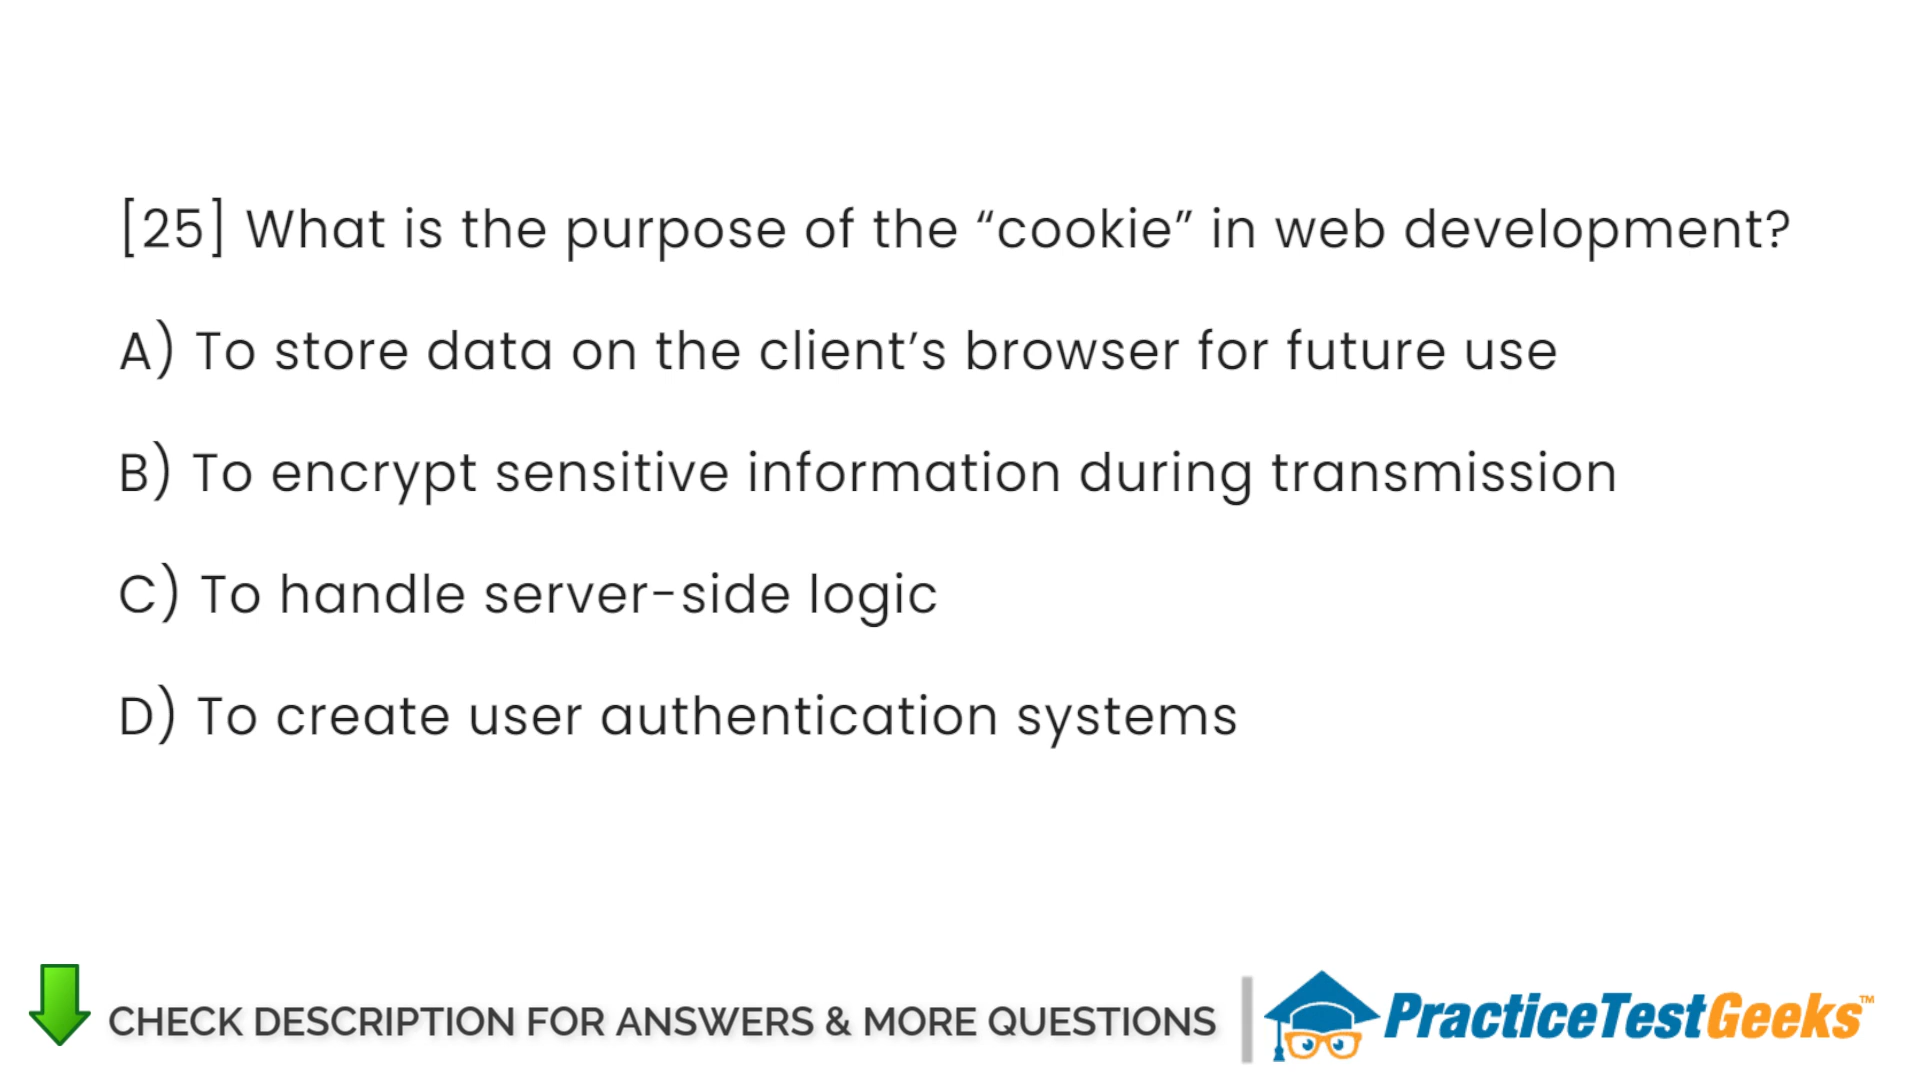 [25] What is the purpose of the “cookie” in web development?
A) To store data on the client’s browser for future use
B) To encrypt sensitive information during transmission
C) To handle server-side logic
D) To create user authentication systems
CHECK DESCRIPTION FOR ANSWERS & MORE QUESTIONS
PracticeTestGeeks™